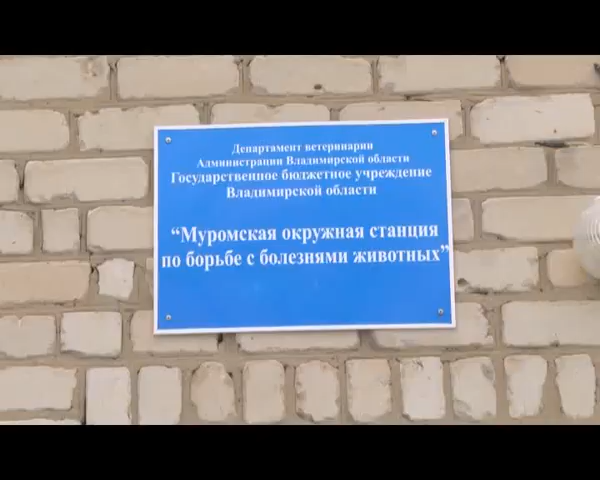 Департамент ветеринарии
Администрации Владимирской области
Государственное бюджетное учреждение
Владимирской области
“Муромская окружная станция
по борьбе с болезнями животных”